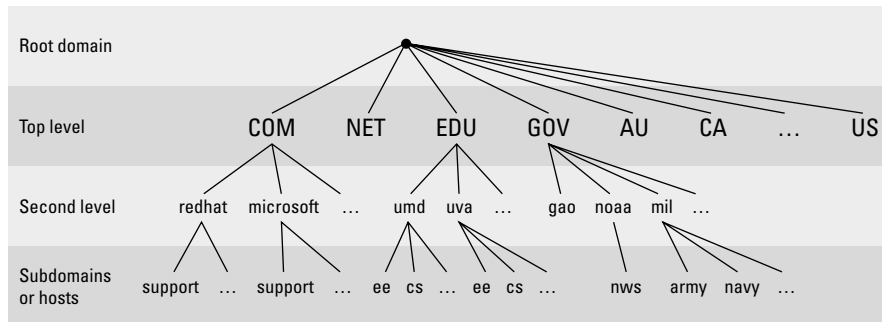 Root domain
Top level COM NET EDU GOV AU CA ... US
Second level redhat microsoft ... umd uva ... gao noaa mil ...
Subdomains
or hosts
support ... support ... ee cs ... ee cs ... nws army navy ...